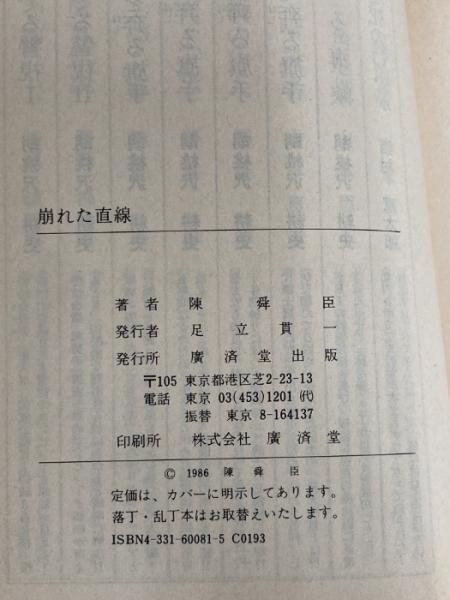 崩れた直線
著者 陳舜臣
発行者 足立貫一
発行所 廣済堂出版
〒105 東京都港区芝2-23-13
電話 東京 03(453)1201(代)
振替 東京 8-164137
印刷所 株式会社 廣済堂
© 1986 陳舜臣
定価は、カバーに明示してあります。
落丁・乱丁本はお取替えいたします。
ISBN4-331-60081-5 C0193